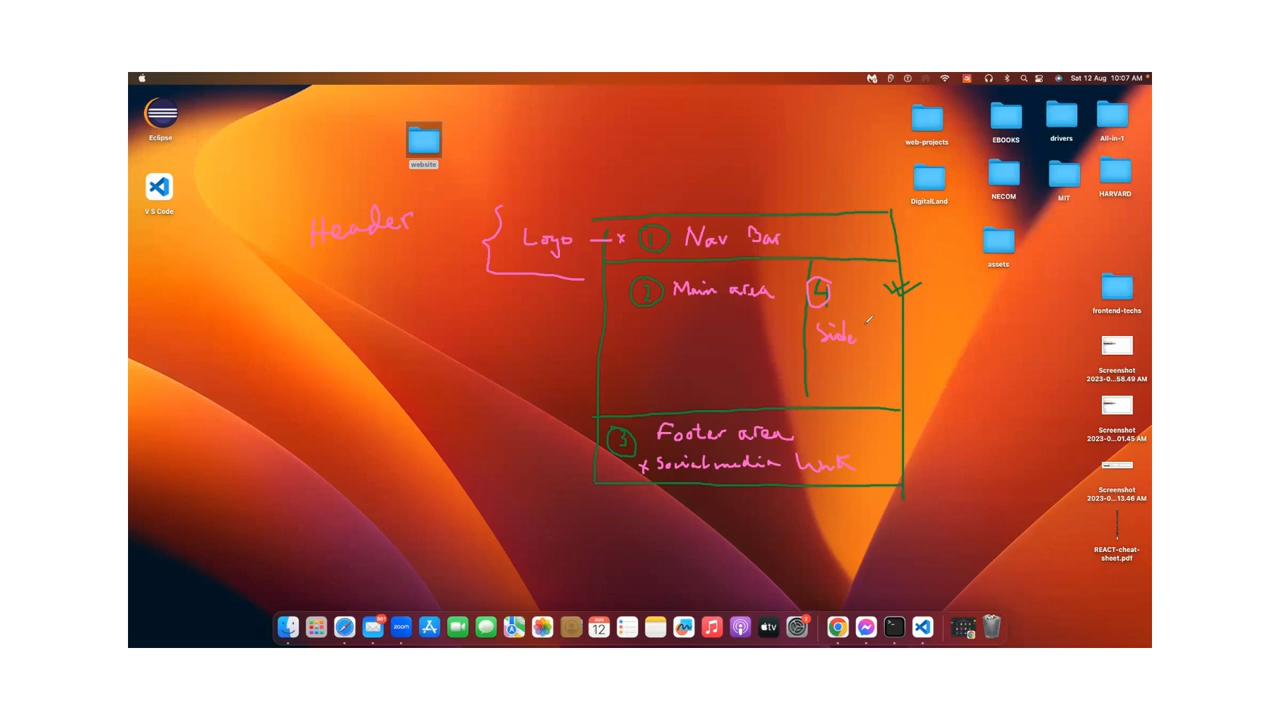 Sat 12 Aug 10:07 AM
Eclipse
website
web-projects
EBOOKS
drivers
All-in-1
V S Code
DigitalLand
NECOM
MIT
HARVARD
Header
Logo
1 Nav Bar
assets
2 Main area
4
Side
frontend-techs
Screenshot
2023-0...58.49 AM
Screenshot
2023-0...01.45 AM
3 Footer area
x Social media
Screenshot
2023-0...13.46 AM
REACT-cheat-
sheet.pdf
zoom
12
tv